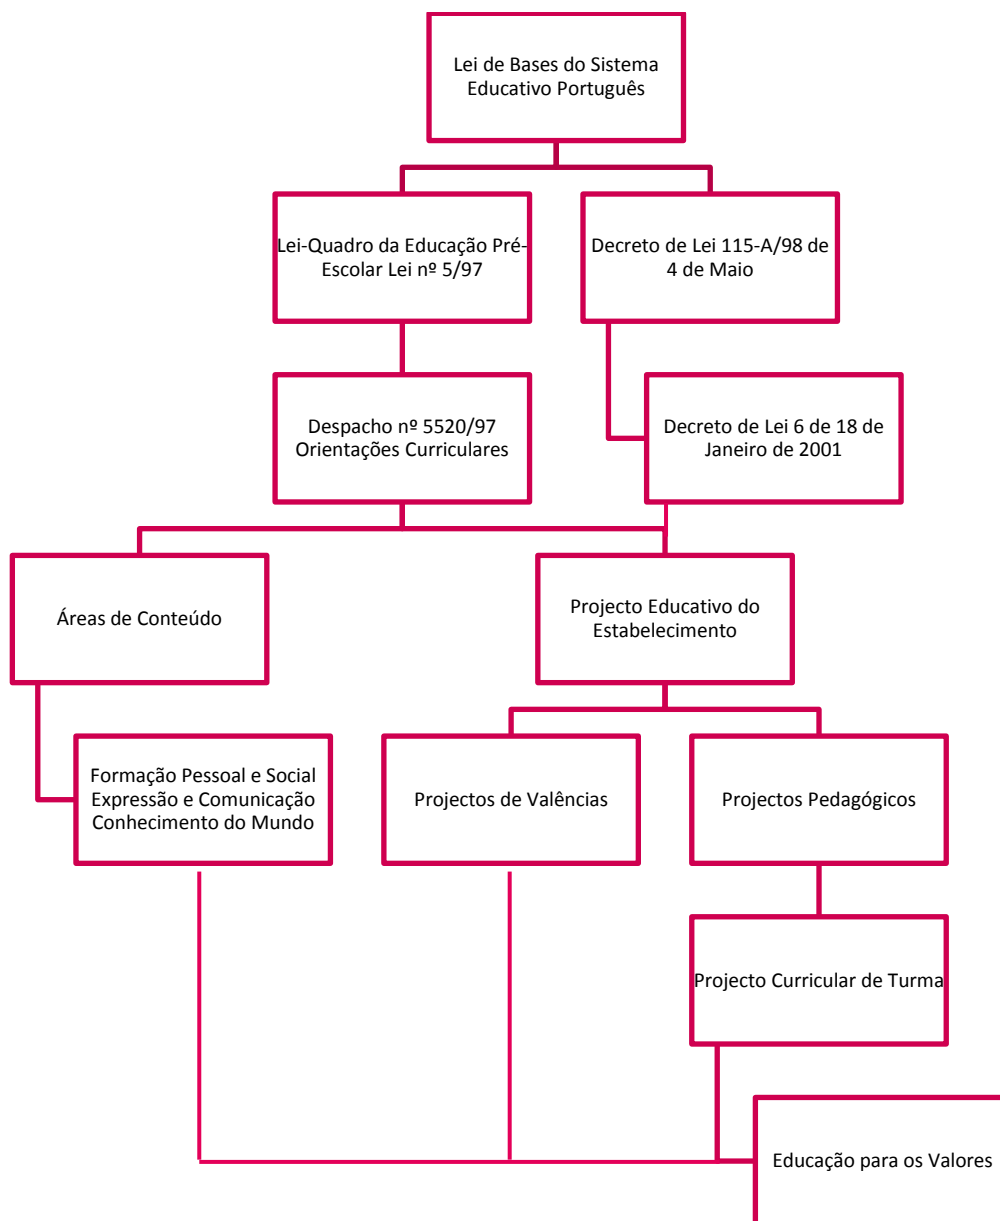 Lei de Bases do Sistema
Educativo Português
Lei-Quadro da Educação Pré-
Escolar Lei nº 5/97
Decreto de Lei 115-A/98 de
4 de Maio
Despacho nº 5520/97
Orientações Curriculares
Decreto de Lei 6 de 18 de
Janeiro de 2001
Áreas de Conteúdo
Projecto Educativo do
Estabelecimento
Formação Pessoal e Social
Expressão e Comunicação
Conhecimento do Mundo
Projectos de Valências
Projectos Pedagógicos
Projecto Curricular de Turma
Educação para os Valores